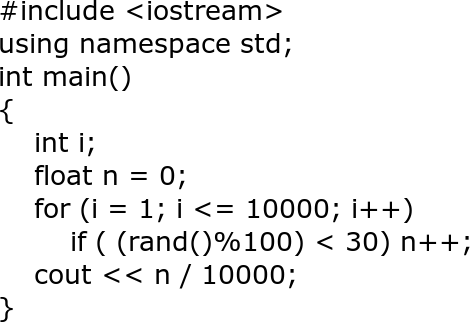 #include <iostream>
using namespace std;
int main()
{
int i;
float n = 0;
for (i = 1; i <= 10000; i++)
if ( (rand()%100) < 30) n++;
cout << n / 10000;
}